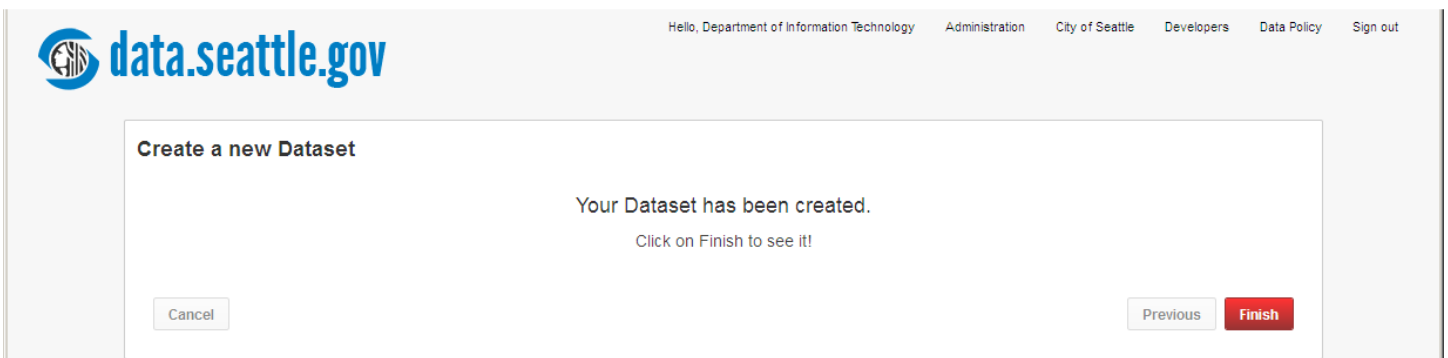 Hello, Department of Information Technology Administration City of Seattle Developers Data Policy Sign out
data.seattle.gov
Create a new Dataset
Your Dataset has been created.
Click on Finish to see it!
Cancel Previous Finish